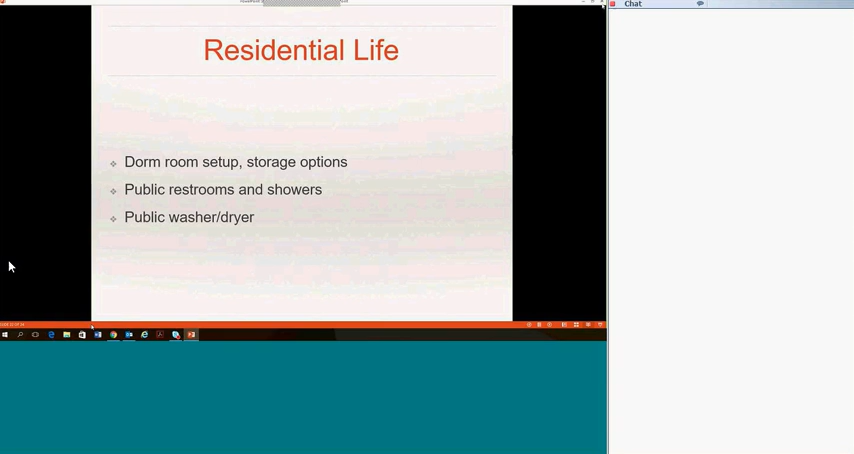 Chat
Residential Life
Dorm room setup, storage options
Public restrooms and showers
Public washer/dryer